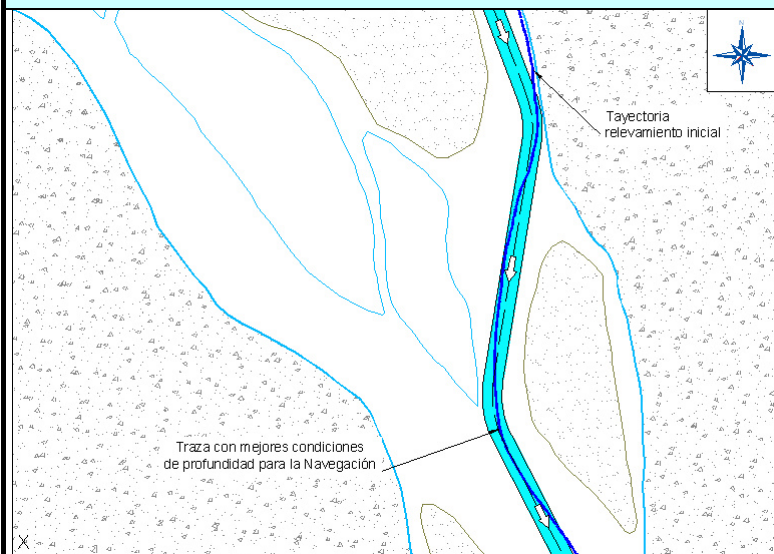 N
Tayectoria
relevamiento inicial
Traza con mejores condiciones
de profundidad para la Navegación
X